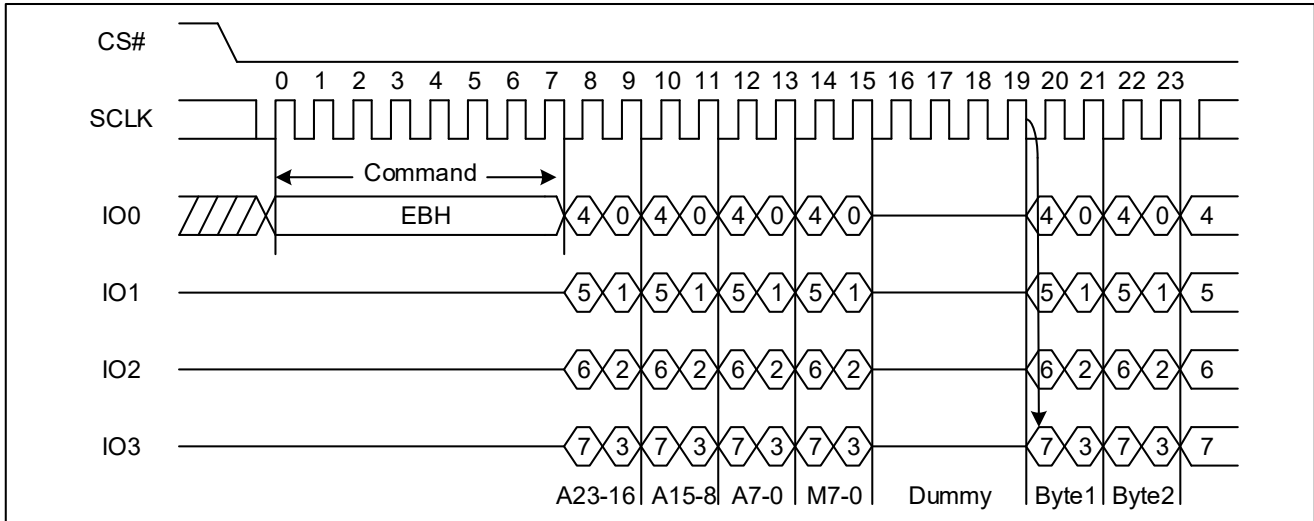 CS#
0 1 2 3 4 5 6 7 8 9 10 11 12 13 14 15 16 17 18 19 20 21 22 23
SCLK
Command
IO0 EBH 4 0 4 0 4 0 4 0 4 0 4 0 4
IO1 5 1 5 1 5 1 5 1 5 1 5 1 5
IO2 6 2 6 2 6 2 6 2 6 2 6 2 6
IO3 7 3 7 3 7 3 7 3 7 3 7 3 7
A23-16 A15-8 A7-0 M7-0 Dummy Byte1 Byte2